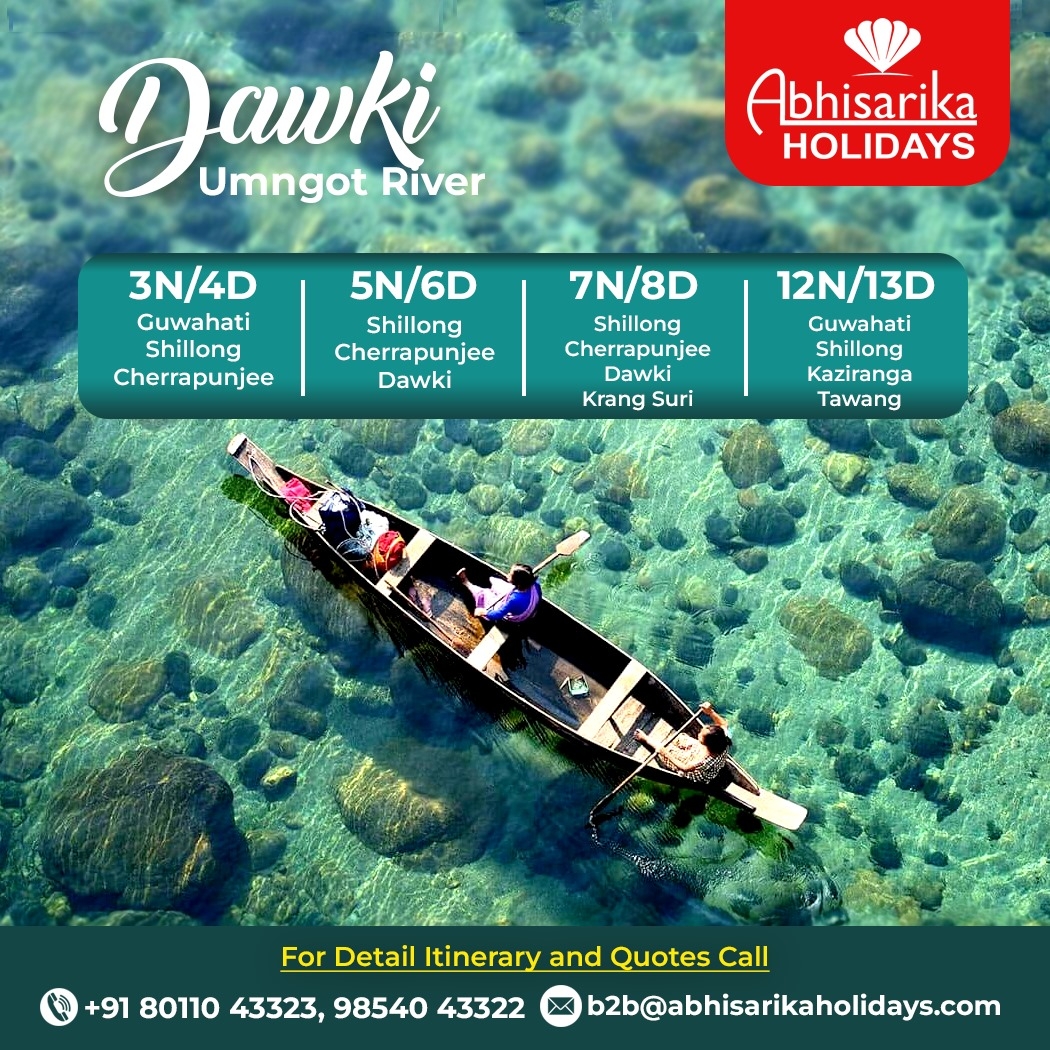 Dawki
Umngot River
Abhisarika
HOLIDAYS
3N/4D
Guwahati
Shillong
Cherrapunjee
5N/6D
Shillong
Cherrapunjee
Dawki
7N/8D
Shillong
Cherrapunjee
Dawki
Krang Suri
12N/13D
Guwahati
Shillong
Kaziranga
Tawang
For Detail Itinerary and Quotes Call
+91 80110 43323, 98540 43322 b2b@abhisarikaholidays.com